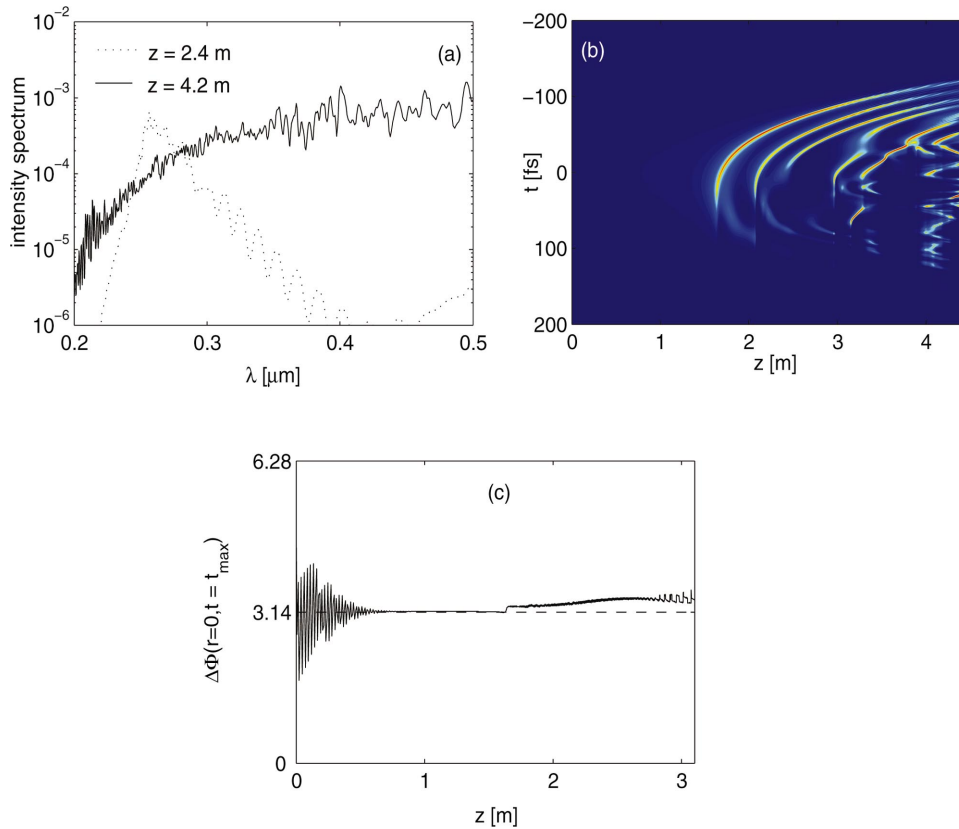 10⁻²
10⁻³
10⁻⁴
10⁻⁵
10⁻⁶
intensity spectrum
z = 2.4 m
z = 4.2 m
(a)
0.2 0.3 0.4 0.5
λ [μm]
-200
-100
0
100
200
t [fs]
(b)
0 1 2 3 4
z [m]
6.28
3.14
0
ΔΦ(r=0,t = t_max)
(c)
0 1 2 3
z [m]